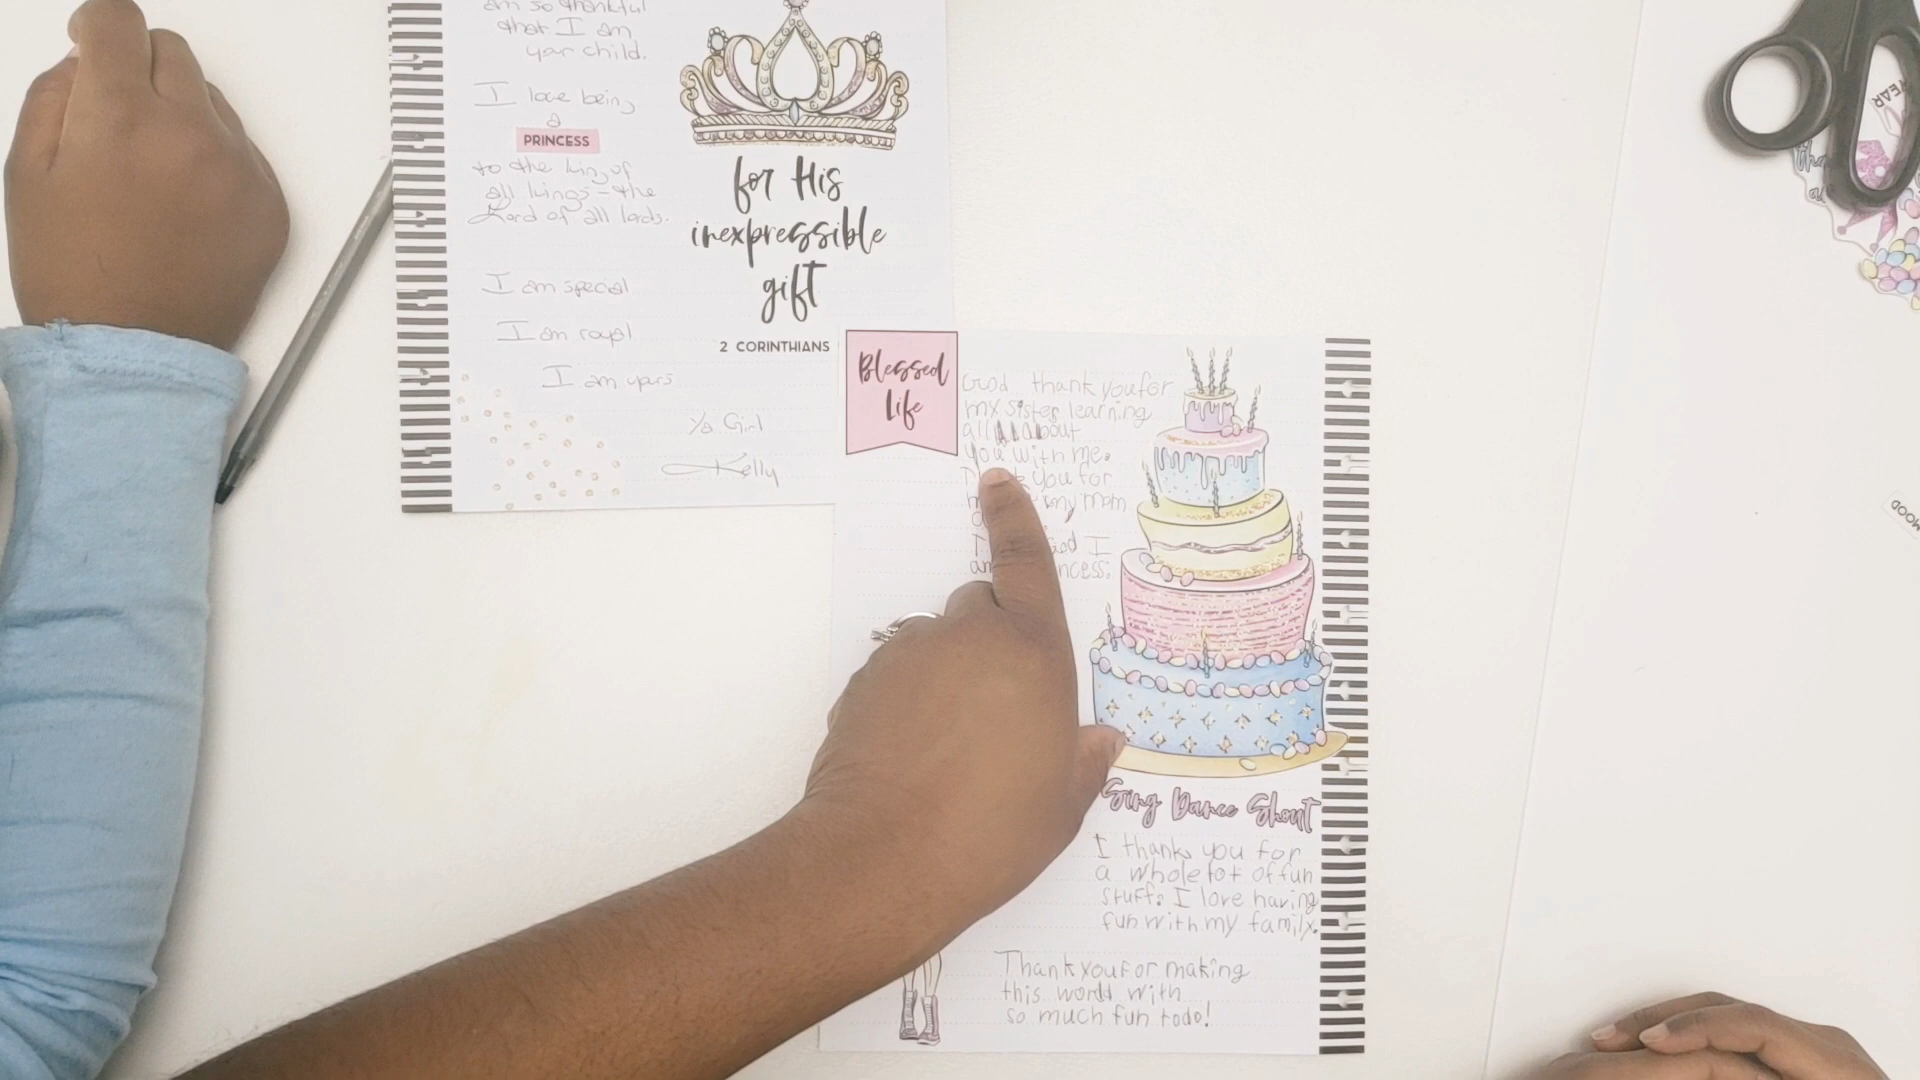 am so thankful
that I am
your child.
I love being
a
PRINCESS
to the king of
all kings - the
Lord of all lords.
I am special
I am royal
I am yours
Ya Girl
Kelly
for His
inexpressible
gift
2 CORINTHIANS
Blessed
Life
God thank you for
my sister learning
all about
you with me.
you for
my mom
God I
Sing Dance Shout
I thank you for
a whole lot of fun
stuff. I love having
fun with my family.
Thank you for making
this world with
so much fun to do!
MOOD